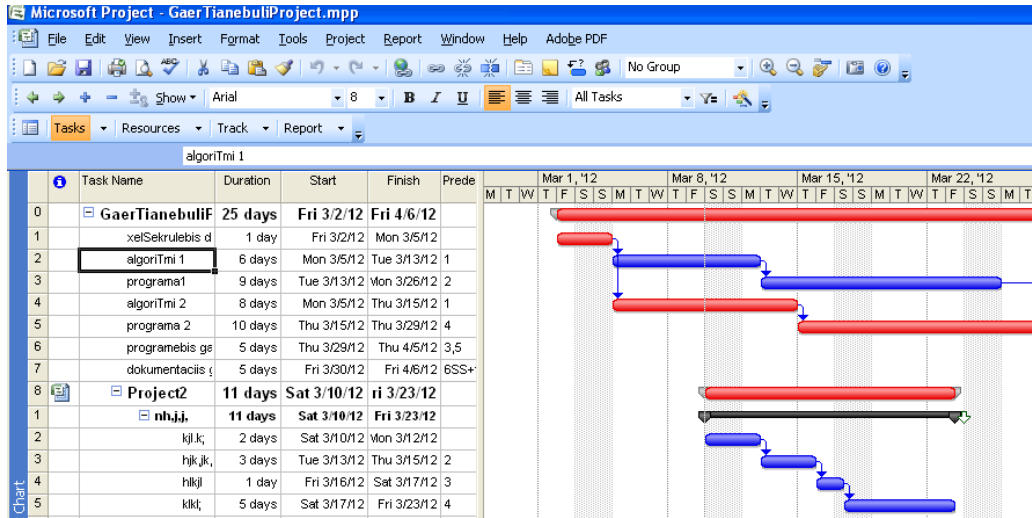 Microsoft Project - GaerTianebuliProject.mpp
File Edit View Insert Format Tools Project Report Window Help Adobe PDF
ABC No Group
Show Arial 8 B I U All Tasks
Tasks Resources Track Report
algoriTmi 1
Task Name Duration Start Finish Prede Mar 1, '12 Mar 8, '12 Mar 15, '12 Mar 22, '12
M T W T F S S M T W T F S S M T W T F S S M T W T F S S M T
0 GaerTianebuliF 25 days Fri 3/2/12 Fri 4/6/12
1 xelSekrulebis d 1 day Fri 3/2/12 Mon 3/5/12
2 algoriTmi 1 6 days Mon 3/5/12 Tue 3/13/12 1
3 programa1 9 days Tue 3/13/12 Mon 3/26/12 2
4 algoriTmi 2 8 days Mon 3/5/12 Thu 3/15/12 1
5 programa 2 10 days Thu 3/15/12 Thu 3/29/12 4
6 programebis ga 5 days Thu 3/29/12 Thu 4/5/12 3,5
7 dokumentaciis 5 days Fri 3/30/12 Fri 4/6/12 6SS+
8 Project2 11 days Sat 3/10/12 ri 3/23/12
1 nh,j,j, 11 days Sat 3/10/12 Fri 3/23/12
2 kjl.k; 2 days Sat 3/10/12 Mon 3/12/12
3 hjk,jk, 3 days Tue 3/13/12 Thu 3/15/12 2
4 hlkjl 1 day Fri 3/16/12 Sat 3/17/12 3
5 klkl; 5 days Sat 3/17/12 Fri 3/23/12 4
Chart